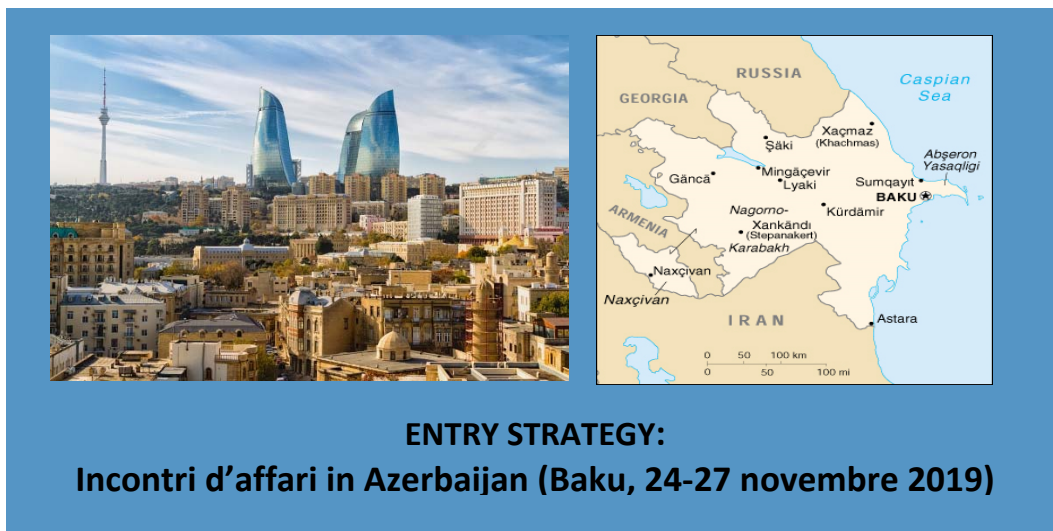 RUSSIA
Caspian
Sea
GEORGIA
Xaçmaz
(Khachmas)
Şäki
Abşeron
Yasaqligi
Mingäçevir
Gäncä
Lyaki
Sumqayıt
BAKU
ARMENIA
Nagorno-
Kürdämir
Xankändı
(Stepanakert)
Karabakh
Naxçivan
Naxçivan
IRAN
Astara
0 50 100 km
0 50 100 mi
ENTRY STRATEGY:
Incontri d’affari in Azerbaijan (Baku, 24-27 novembre 2019)